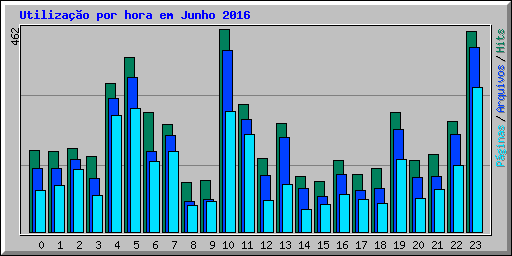 Utilização por hora em Junho 2016
462
Páginas / Arquivos / Hits
0 1 2 3 4 5 6 7 8 9 10 11 12 13 14 15 16 17 18 19 20 21 22 23